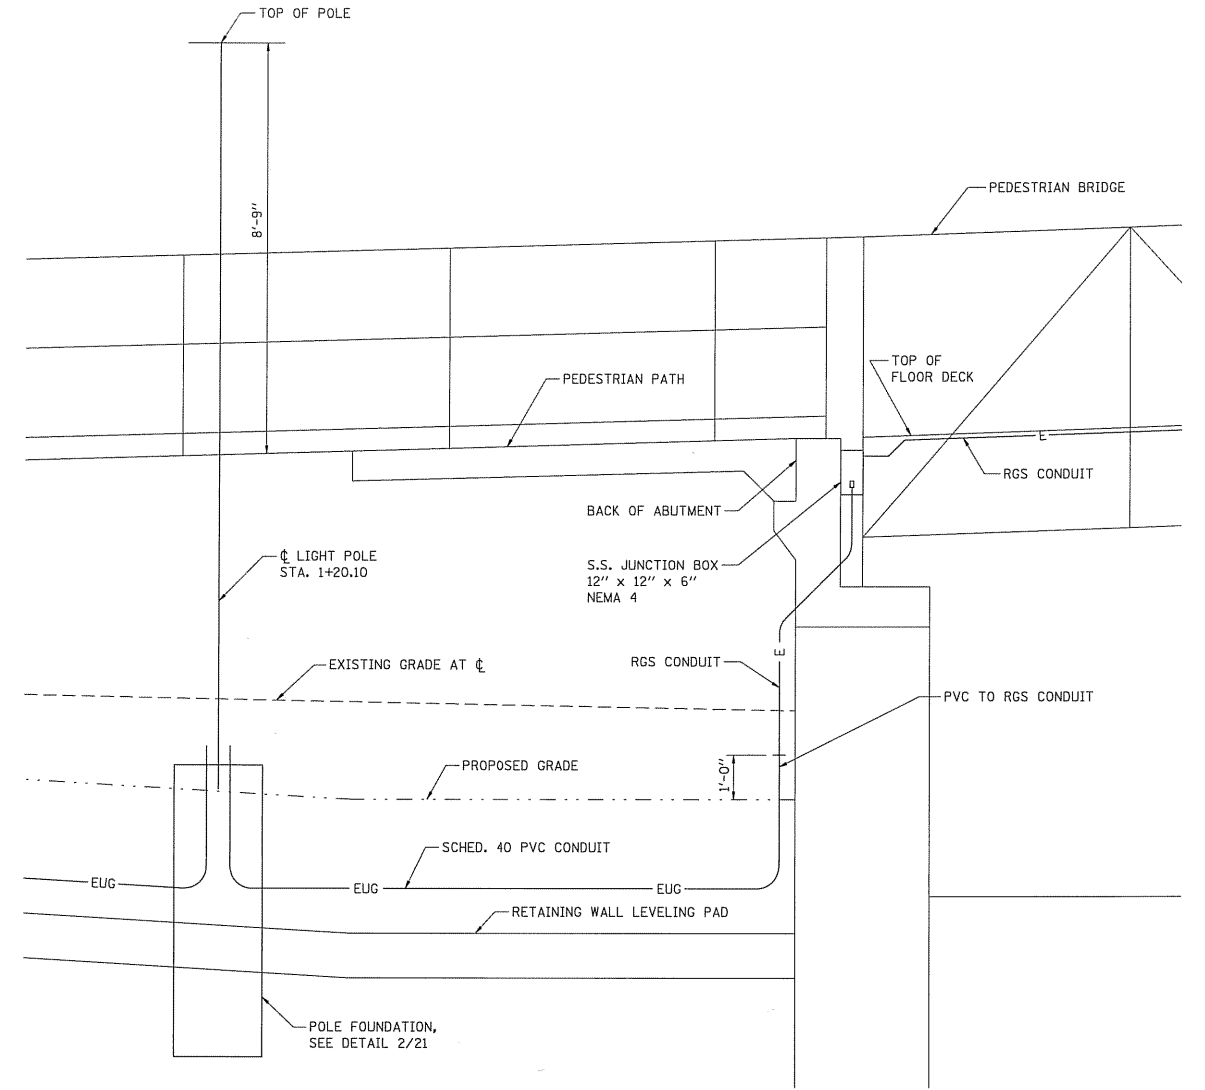 TOP OF POLE
8'-9"
PEDESTRIAN BRIDGE
TOP OF
FLOOR DECK
PEDESTRIAN PATH
E
RGS CONDUIT
BACK OF ABUTMENT
℄ LIGHT POLE
STA. 1+20.10
S.S. JUNCTION BOX
12" x 12" x 6"
NEMA 4
E
EXISTING GRADE AT ℄
RGS CONDUIT
PVC TO RGS CONDUIT
PROPOSED GRADE
1'-0"
SCHED. 40 PVC CONDUIT
EUG
EUG
EUG
RETAINING WALL LEVELING PAD
POLE FOUNDATION,
SEE DETAIL 2/21